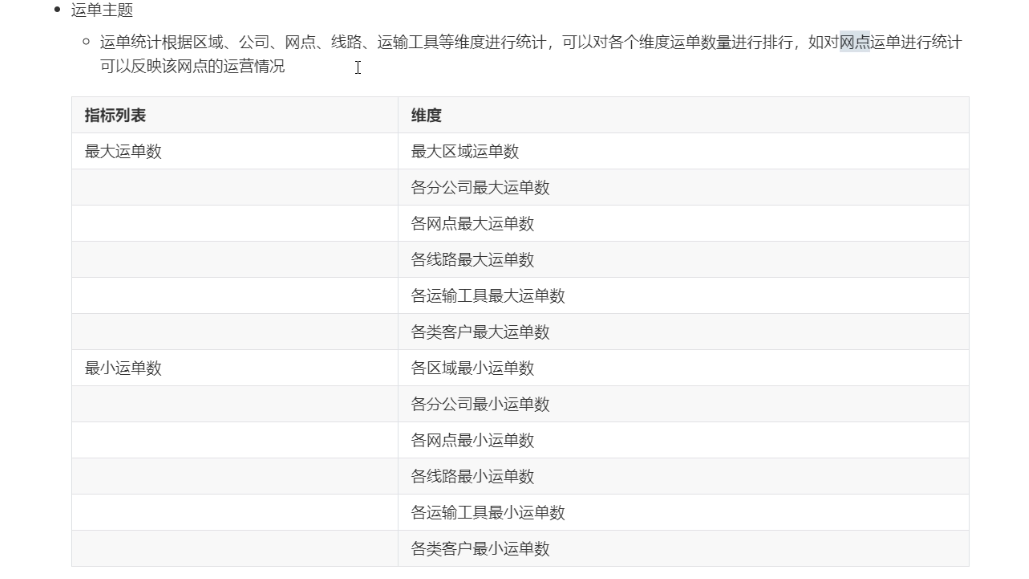 运单主题
运单统计根据区域、公司、网点、线路、运输工具等维度进行统计，可以对各个维度运单数量进行排行，如对网点运单进行统计
可以反映该网点的运营情况
指标列表 维度
最大运单数 最大区域运单数
各分公司最大运单数
各网点最大运单数
各线路最大运单数
各运输工具最大运单数
各类客户最大运单数
最小运单数 各区域最小运单数
各分公司最小运单数
各网点最小运单数
各线路最小运单数
各运输工具最小运单数
各类客户最小运单数